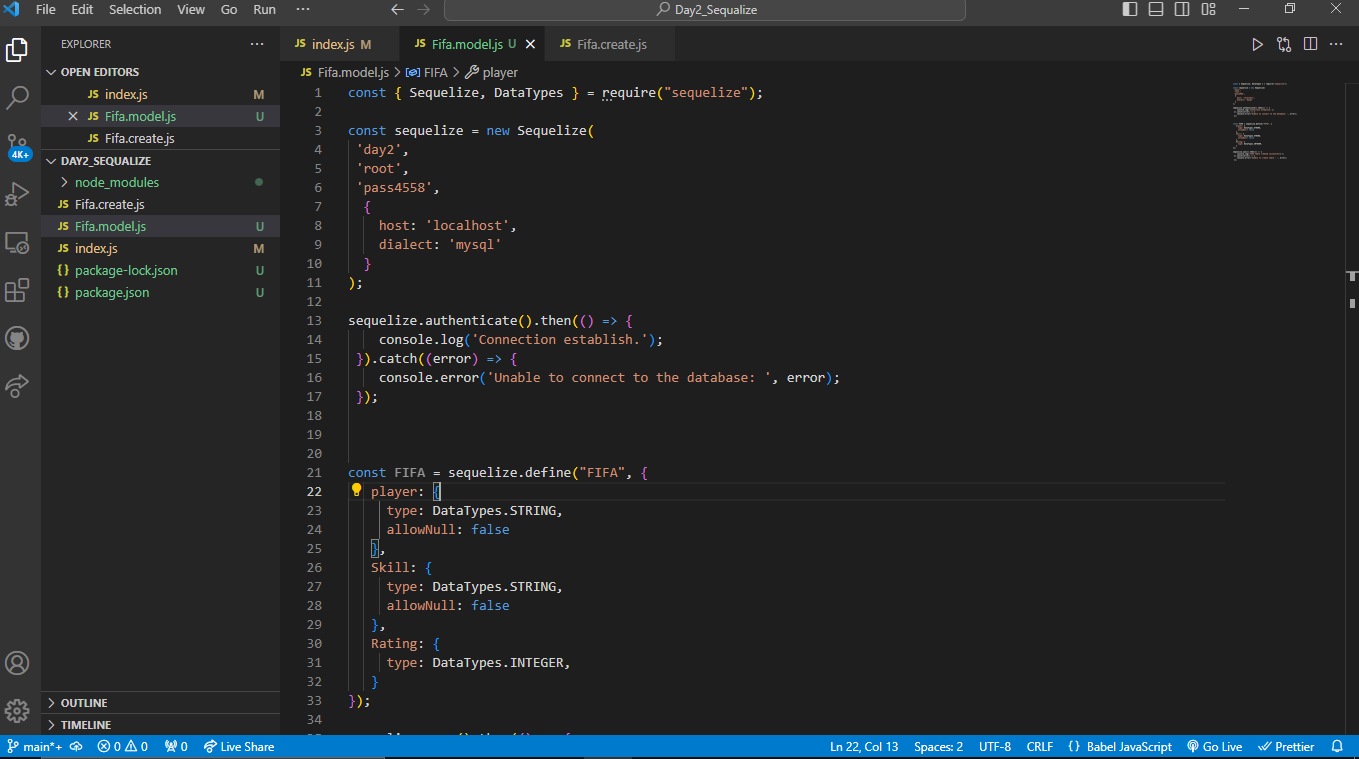 File Edit Selection View Go Run ··· Day2_Sequalize
EXPLORER ···
OPEN EDITORS
JS index.js M
JS Fifa.model.js U
JS Fifa.create.js
DAY2_SEQUALIZE
node_modules
JS Fifa.create.js
JS Fifa.model.js U
JS index.js M
{} package-lock.json U
{} package.json U
4K+
OUTLINE
TIMELINE
JS index.js M JS Fifa.model.js U JS Fifa.create.js
JS Fifa.model.js > FIFA > player
1 const { Sequelize, DataTypes } = require("sequelize");
2
3 const sequelize = new Sequelize(
4 'day2',
5 'root',
6 'pass4558',
7 {
8 host: 'localhost',
9 dialect: 'mysql'
10 }
11 );
12
13 sequelize.authenticate().then(() => {
14 console.log('Connection establish.');
15 }).catch((error) => {
16 console.error('Unable to connect to the database: ', error);
17 });
18
19
20
21 const FIFA = sequelize.define("FIFA", {
22 player: {
23 type: DataTypes.STRING,
24 allowNull: false
25 },
26 Skill: {
27 type: DataTypes.STRING,
28 allowNull: false
29 },
30 Rating: {
31 type: DataTypes.INTEGER,
32 }
33 });
34
main*+ 0 0 0 Live Share Ln 22, Col 13 Spaces: 2 UTF-8 CRLF {} Babel JavaScript Go Live Prettier